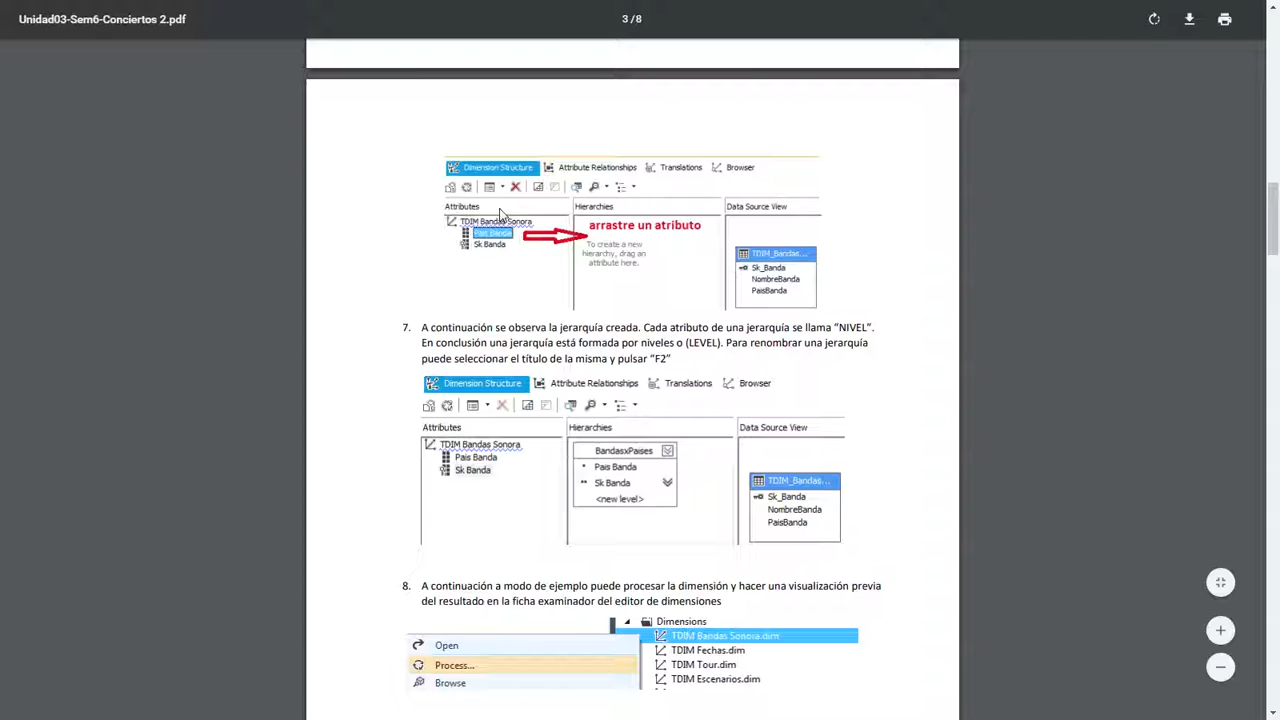 Unidad03-Sem6-Conciertos 2.pdf
3 / 8
Dimension Structure Attribute Relationships Translations Browser
Attributes Hierarchies Data Source View
TDIM Bandas Sonora
Pais Banda
Sk Banda
arrastre un atributo
To create a new
hierarchy, drag an
attribute here.
TDIM_Bandas...
Sk_Banda
NombreBanda
PaisBanda
7. A continuación se observa la jerarquía creada. Cada atributo de una jerarquía se llama “NIVEL”.
En conclusión una jerarquía está formada por niveles o (LEVEL). Para renombrar una jerarquía
puede seleccionar el título de la misma y pulsar “F2”
Dimension Structure Attribute Relationships Translations Browser
Attributes Hierarchies Data Source View
TDIM Bandas Sonora
Pais Banda
Sk Banda
BandasxPaises
Pais Banda
Sk Banda
<new level>
TDIM_Bandas...
Sk_Banda
NombreBanda
PaisBanda
8. A continuación a modo de ejemplo puede procesar la dimensión y hacer una visualización previa
del resultado en la ficha examinador del editor de dimensiones
Open
Process...
Browse
Dimensions
TDIM Bandas Sonora.dim
TDIM Fechas.dim
TDIM Tour.dim
TDIM Escenarios.dim